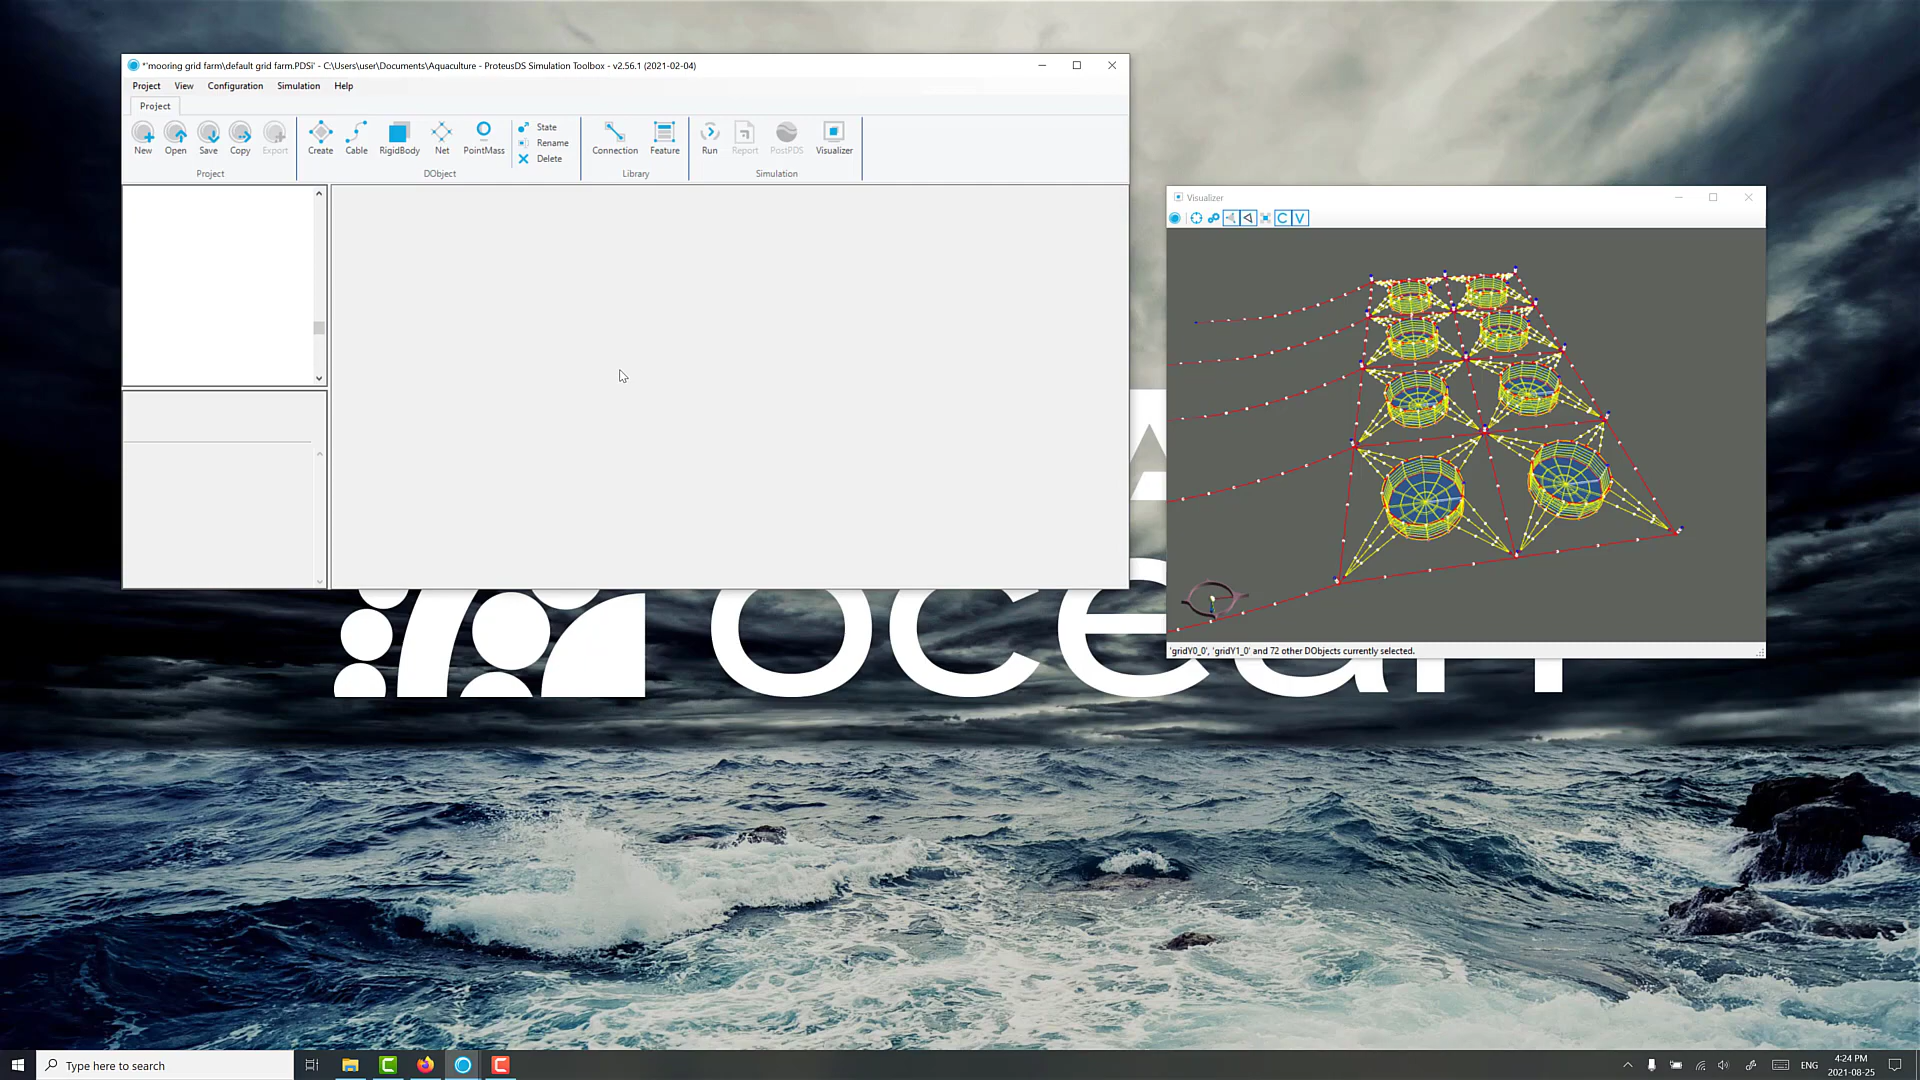 *'mooring grid farm\default grid farm.PDSi' - C:\Users\user\Documents\Aquaculture - ProteusDS Simulation Toolbox - v2.56.1 (2021-02-04)
Project View Configuration Simulation Help
Project
New Open Save Copy Export
Project
Create Cable RigidBody Net PointMass
State
Rename
Delete
DObject
Connection Feature
Library
Run Report PostPDS Visualizer
Simulation
Visualizer
C V
'gridY0_0', 'gridY1_0' and 72 other DObjects currently selected.
ocean
Type here to search
ENG
4:24 PM
2021-08-25